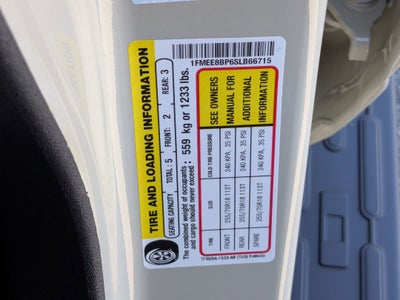 1FMEE8BP6SLB66715
TIRE AND LOADING INFORMATION
SEATING CAPACITY TOTAL: 5 FRONT: 2 REAR: 3
The combined weight of occupants
and cargo should never exceed : 559 kg or 1233 lbs.
TIRE SIZE COLD TIRE PRESSURE
FRONT 255/70R18 113T 240 KPA, 35 PSI
REAR 255/70R18 113T 240 KPA, 35 PSI
SPARE 255/70R18 113T 240 KPA, 35 PSI
SEE OWNERS
MANUAL FOR
ADDITIONAL
INFORMATION